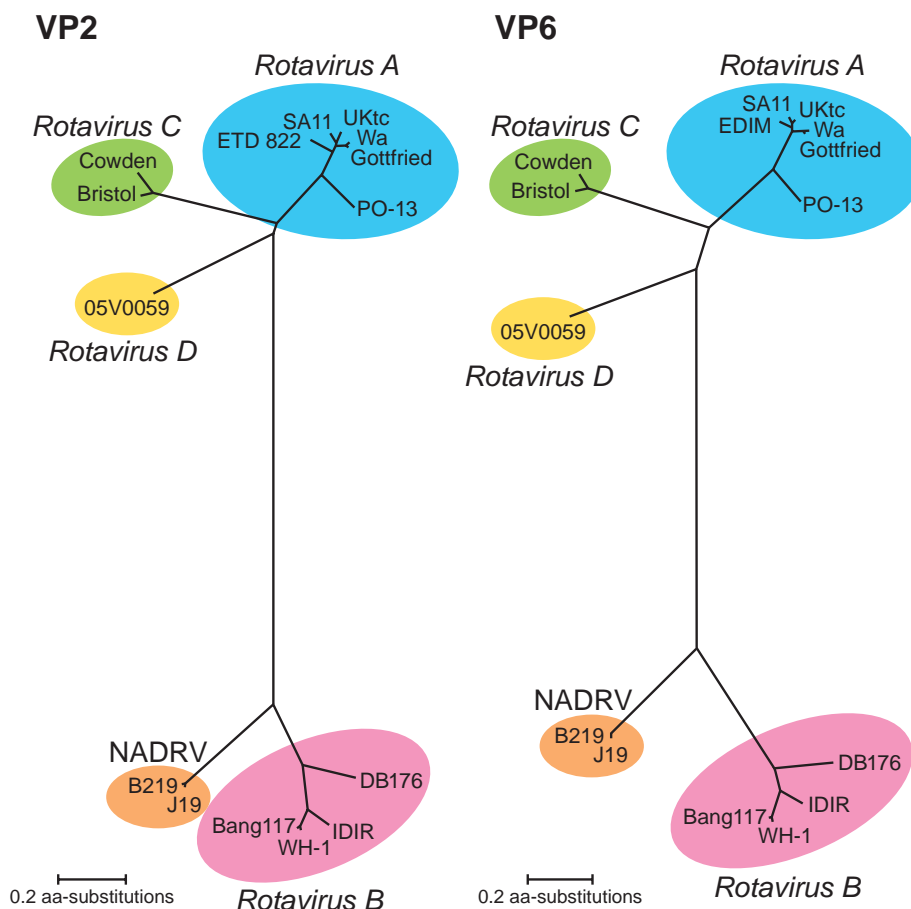 VP2
Rotavirus A
Rotavirus C
SA11
UKtc
ETD 822
Wa
Gottfried
Cowden
Bristol
PO-13
05V0059
Rotavirus D
NADRV
B219
J19
DB176
Bang117
IDIR
WH-1
Rotavirus B
0.2 aa-substitutions
VP6
Rotavirus A
Rotavirus C
SA11
UKtc
EDIM
Wa
Gottfried
Cowden
Bristol
PO-13
05V0059
Rotavirus D
NADRV
B219
J19
DB176
Bang117
IDIR
WH-1
Rotavirus B
0.2 aa-substitutions